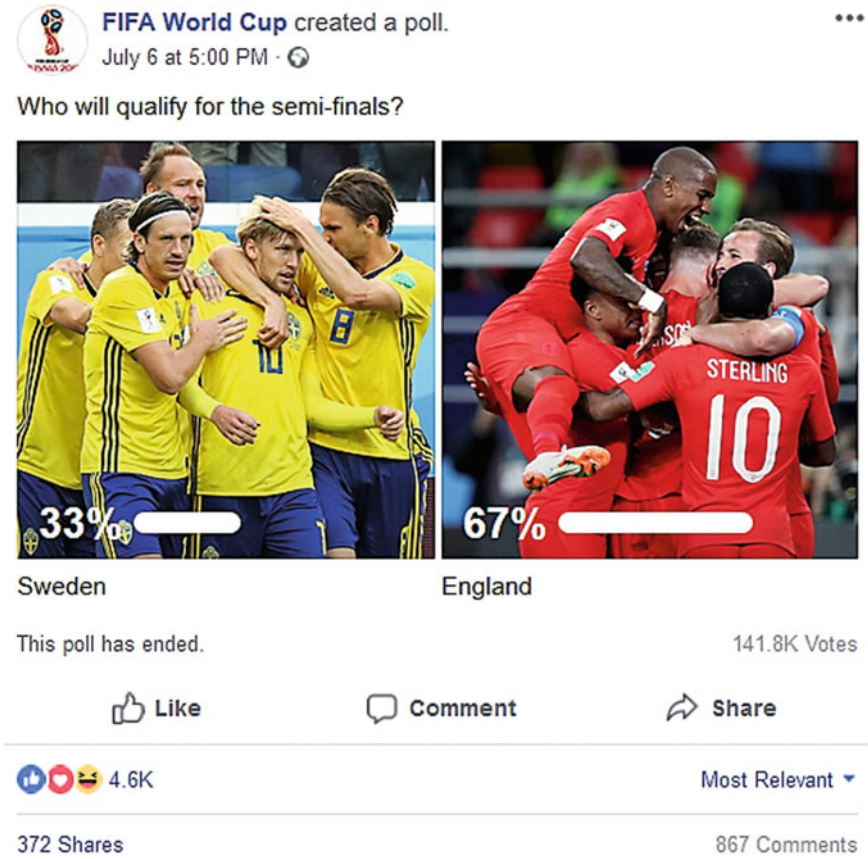 FIFA World Cup created a poll.
July 6 at 5:00 PM ·
Who will qualify for the semi-finals?
8
10
STERLING
10
33%
67%
Sweden
England
This poll has ended.
141.8K Votes
Like
Comment
Share
4.6K
Most Relevant
372 Shares
867 Comments